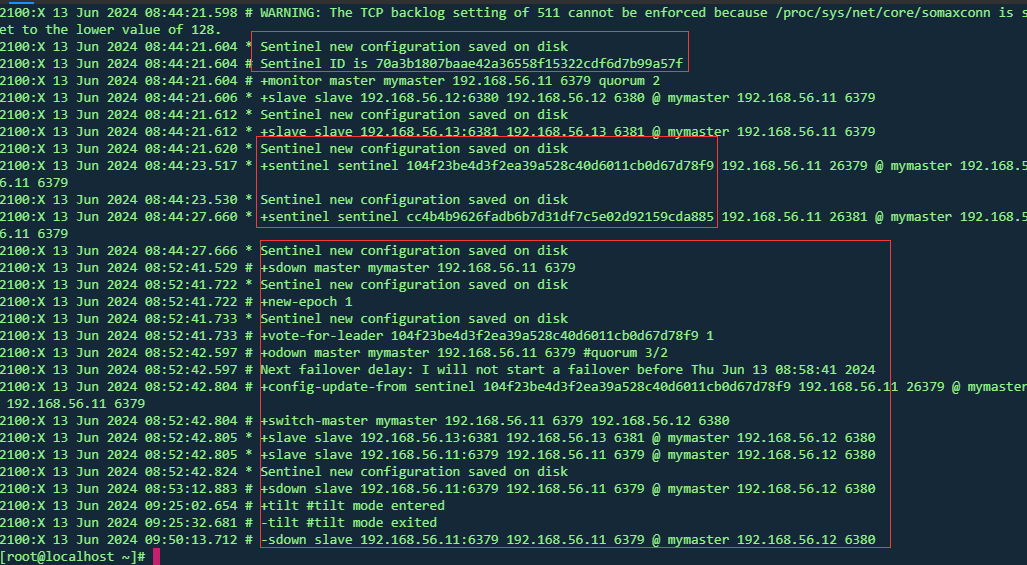 2100:X 13 Jun 2024 08:44:21.598 # WARNING: The TCP backlog setting of 511 cannot be enforced because /proc/sys/net/core/somaxconn is s
et to the lower value of 128.
2100:X 13 Jun 2024 08:44:21.604 * Sentinel new configuration saved on disk
2100:X 13 Jun 2024 08:44:21.604 # Sentinel ID is 70a3b1807baae42a36558f15322cdf6d7b99a57f
2100:X 13 Jun 2024 08:44:21.604 # +monitor master mymaster 192.168.56.11 6379 quorum 2
2100:X 13 Jun 2024 08:44:21.606 * +slave slave 192.168.56.12:6380 192.168.56.12 6380 @ mymaster 192.168.56.11 6379
2100:X 13 Jun 2024 08:44:21.612 * Sentinel new configuration saved on disk
2100:X 13 Jun 2024 08:44:21.612 * +slave slave 192.168.56.13:6381 192.168.56.13 6381 @ mymaster 192.168.56.11 6379
2100:X 13 Jun 2024 08:44:21.620 * Sentinel new configuration saved on disk
2100:X 13 Jun 2024 08:44:23.517 * +sentinel sentinel 104f23be4d3f2ea39a528c40d6011cb0d67d78f9 192.168.56.11 26379 @ mymaster 192.168.5
6.11 6379
2100:X 13 Jun 2024 08:44:23.530 * Sentinel new configuration saved on disk
2100:X 13 Jun 2024 08:44:27.660 * +sentinel sentinel cc4b4b9626fadb6b7d31df7c5e02d92159cda885 192.168.56.11 26381 @ mymaster 192.168.5
6.11 6379
2100:X 13 Jun 2024 08:44:27.666 * Sentinel new configuration saved on disk
2100:X 13 Jun 2024 08:52:41.529 # +sdown master mymaster 192.168.56.11 6379
2100:X 13 Jun 2024 08:52:41.722 * Sentinel new configuration saved on disk
2100:X 13 Jun 2024 08:52:41.722 # +new-epoch 1
2100:X 13 Jun 2024 08:52:41.733 * Sentinel new configuration saved on disk
2100:X 13 Jun 2024 08:52:41.733 # +vote-for-leader 104f23be4d3f2ea39a528c40d6011cb0d67d78f9 1
2100:X 13 Jun 2024 08:52:42.597 # +odown master mymaster 192.168.56.11 6379 #quorum 3/2
2100:X 13 Jun 2024 08:52:42.597 # Next failover delay: I will not start a failover before Thu Jun 13 08:58:41 2024
2100:X 13 Jun 2024 08:52:42.804 # +config-update-from sentinel 104f23be4d3f2ea39a528c40d6011cb0d67d78f9 192.168.56.11 26379 @ mymaster
 192.168.56.11 6379
2100:X 13 Jun 2024 08:52:42.804 # +switch-master mymaster 192.168.56.11 6379 192.168.56.12 6380
2100:X 13 Jun 2024 08:52:42.805 * +slave slave 192.168.56.13:6381 192.168.56.13 6381 @ mymaster 192.168.56.12 6380
2100:X 13 Jun 2024 08:52:42.805 * +slave slave 192.168.56.11:6379 192.168.56.11 6379 @ mymaster 192.168.56.12 6380
2100:X 13 Jun 2024 08:52:42.824 * Sentinel new configuration saved on disk
2100:X 13 Jun 2024 08:53:12.883 # +sdown slave 192.168.56.11:6379 192.168.56.11 6379 @ mymaster 192.168.56.12 6380
2100:X 13 Jun 2024 09:25:02.654 # +tilt #tilt mode entered
2100:X 13 Jun 2024 09:25:32.681 # -tilt #tilt mode exited
2100:X 13 Jun 2024 09:50:13.712 # -sdown slave 192.168.56.11:6379 192.168.56.11 6379 @ mymaster 192.168.56.12 6380
[root@localhost ~]#